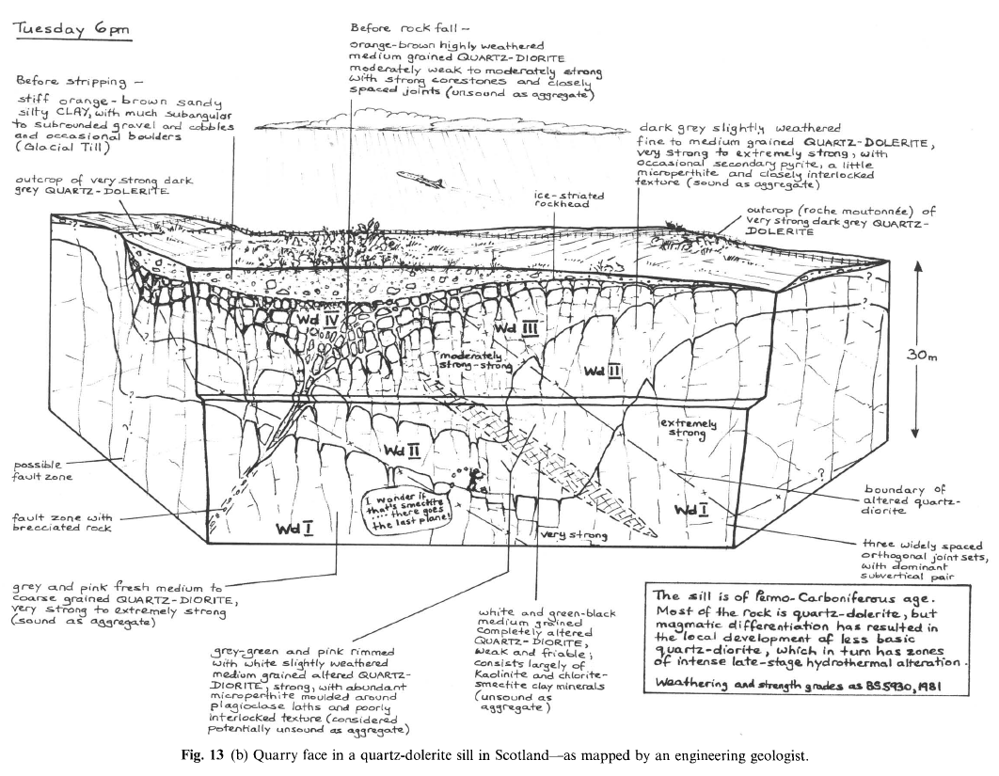 Tuesday 6pm
Before rock fall –
orange-brown highly weathered
medium grained QUARTZ-DIORITE
moderately weak to moderately strong
with strong corestones and closely
spaced joints (unsound as aggregate)
Before stripping –
stiff orange-brown sandy
silty CLAY, with much subangular
to subrounded gravel and cobbles
and occasional boulders
(Glacial Till)
dark grey slightly weathered
fine to medium grained QUARTZ-DOLERITE,
very strong to extremely strong, with
occasional secondary pyrite, a little
microperthite and closely interlocked
texture (sound as aggregate)
outcrop of very strong dark
grey QUARTZ-DOLERITE
ice-striated
rockhead
outcrop (roche moutonnée) of
very strong dark grey QUARTZ-
DOLERITE
?
?
Wd IV
Wd III
30m
?
moderately
strong-strong
Wd II
?
extremely
strong
Wd II
possible
fault zone
?
I wonder if
that's smectite
.... there goes
the last plane!
boundary of
altered quartz-
diorite
Wd I
fault zone with
brecciated rock
Wd I
very strong
three widely spaced
orthogonal joint sets,
with dominant
subvertical pair
grey and pink fresh medium to
coarse grained QUARTZ-DIORITE,
very strong to extremely strong
(sound as aggregate)
white and green-black
medium grained
completely altered
QUARTZ-DIORITE,
weak and friable;
consists largely of
Kaolinite and chlorite-
smectite clay minerals
(unsound as
aggregate)
grey-green and pink rimmed
with white slightly weathered
medium grained altered QUARTZ-
DIORITE, strong, with abundant
microperthite moulded around
plagioclase laths and poorly
interlocked texture (considered
potentially unsound as aggregate)
The sill is of Permo-Carboniferous age.
Most of the rock is quartz-dolerite, but
magmatic differentiation has resulted in
the local development of less basic
quartz-diorite, which in turn has zones
of intense late-stage hydrothermal alteration.
Weathering and strength grades as BS5930, 1981
Fig. 13 (b) Quarry face in a quartz-dolerite sill in Scotland—as mapped by an engineering geologist.